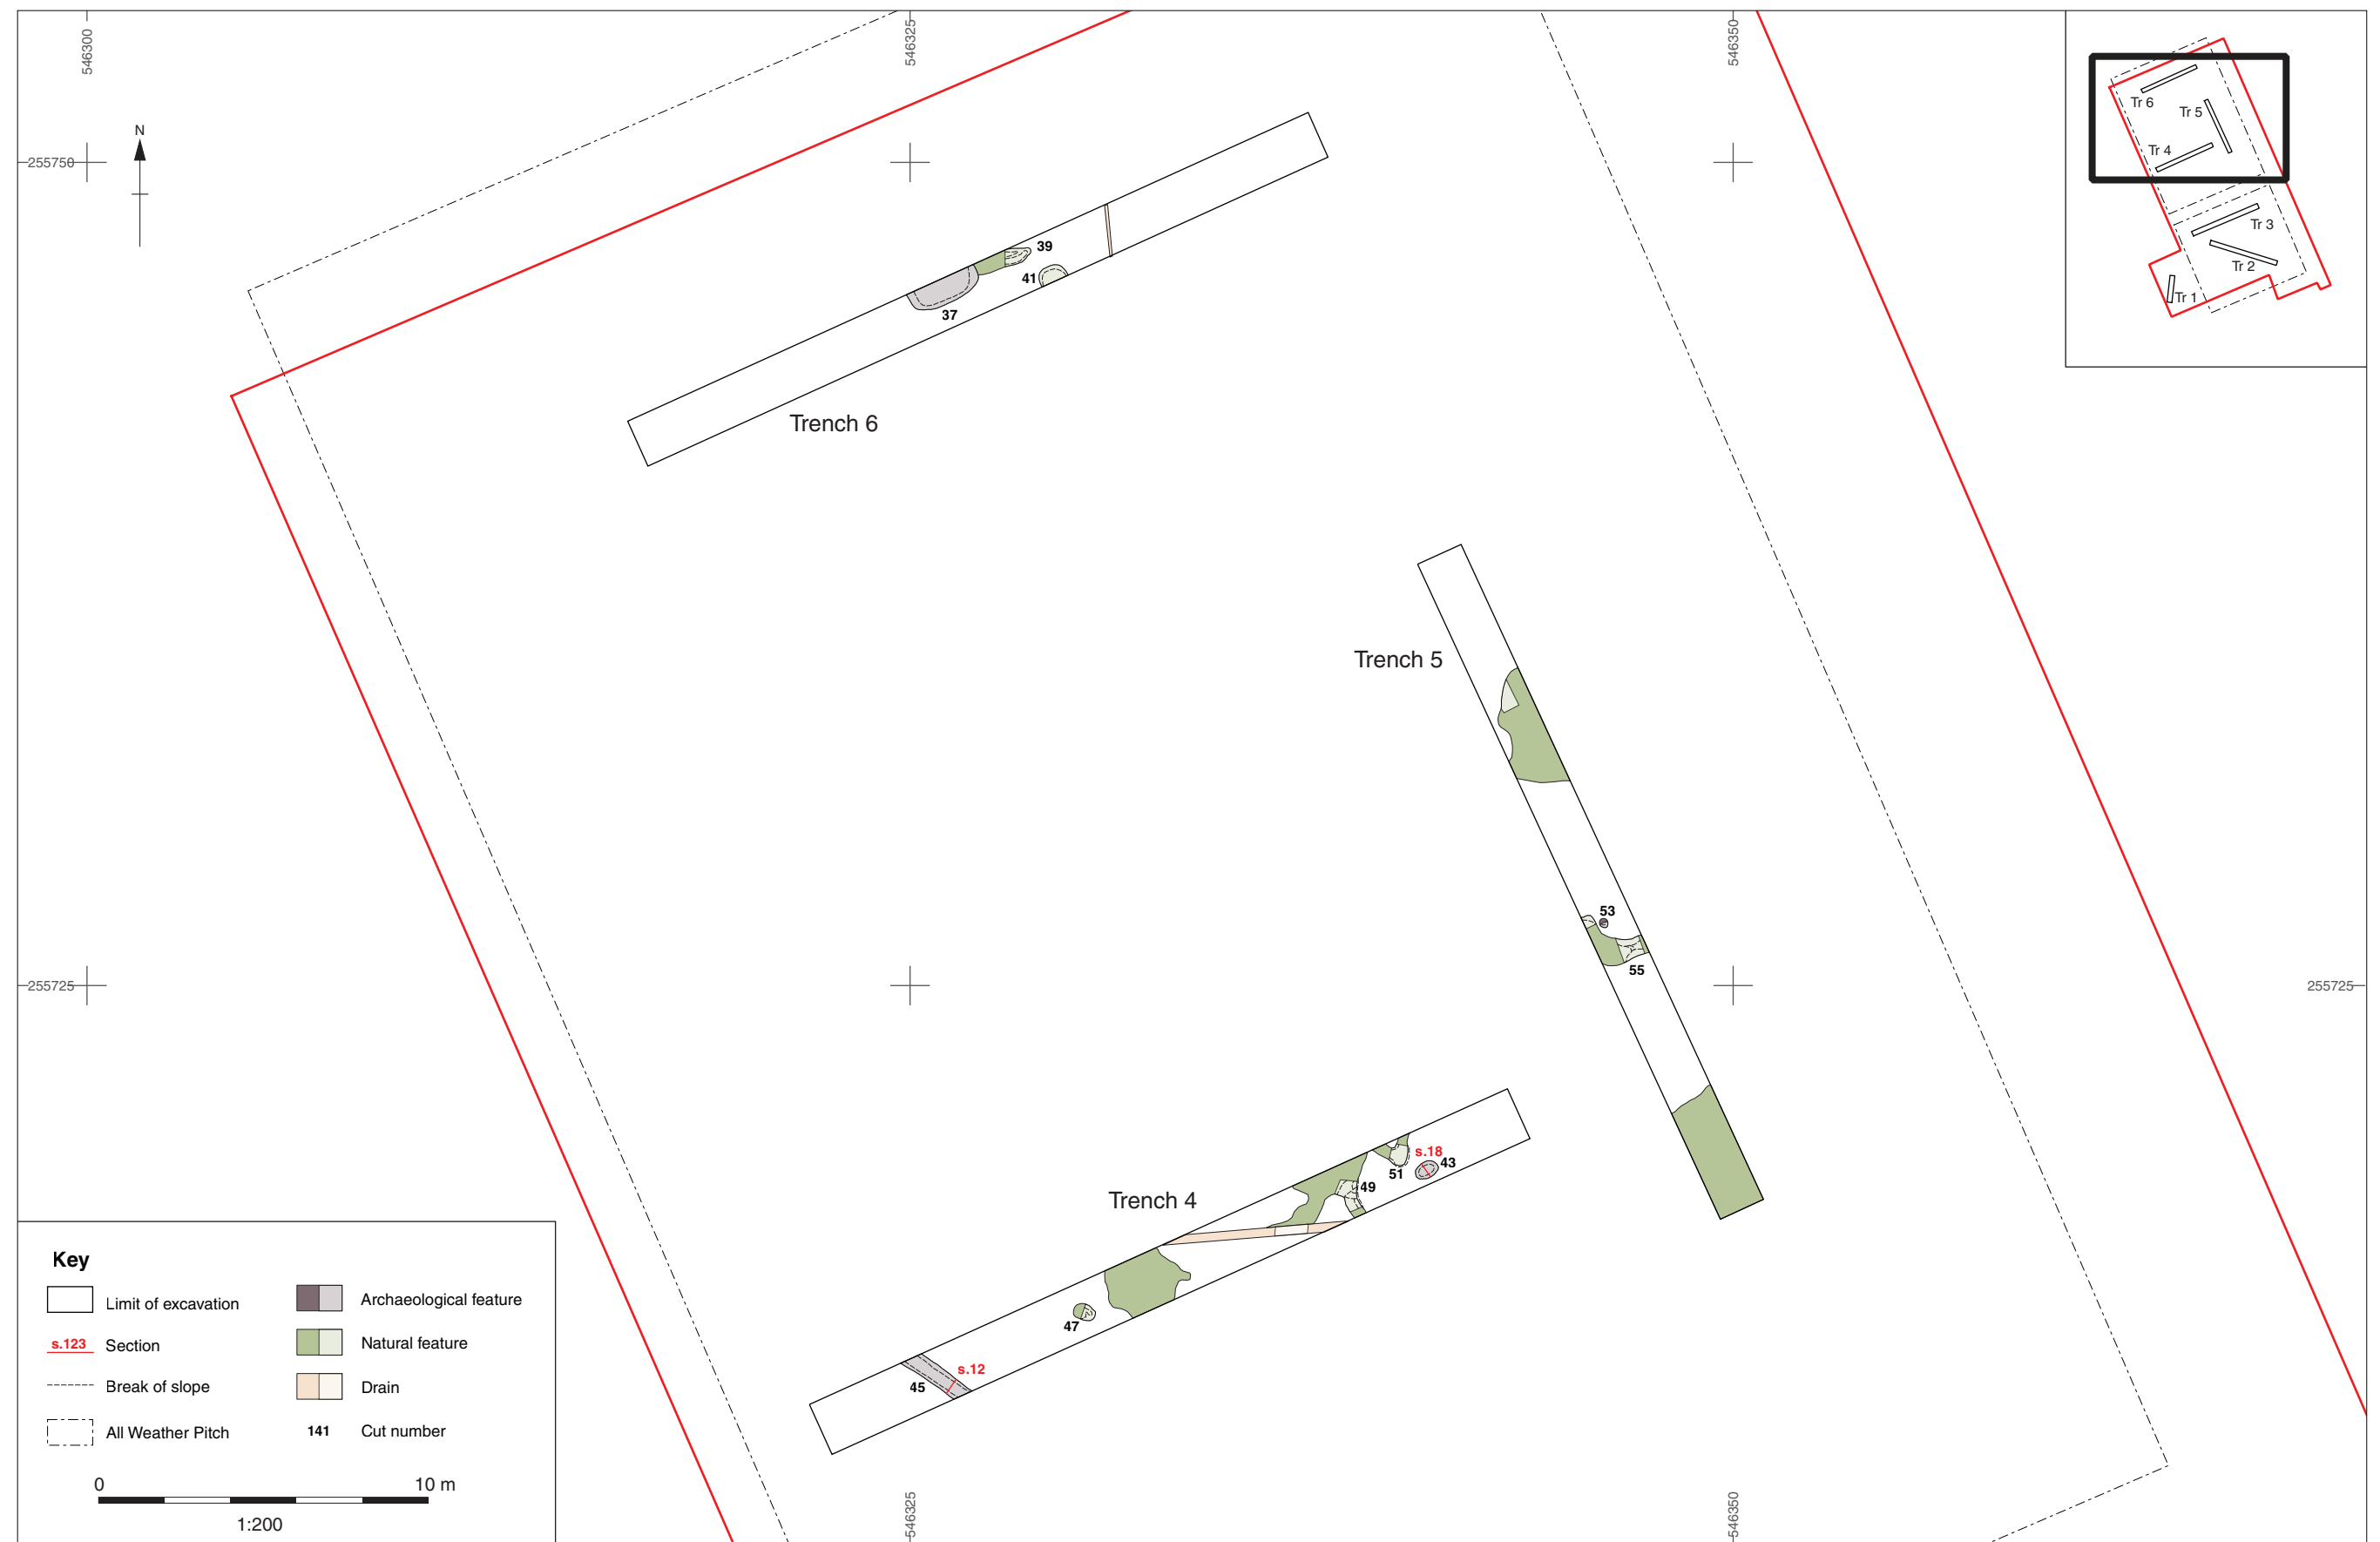 546300
546325
546350
N
255750
Tr 6
Tr 5
Tr 4
Tr 3
Tr 2
Tr 1
39
41
37
Trench 6
Trench 5
53
55
255725
255725
s.18
43
51
49
Trench 4
47
s.12
45
Key
Limit of excavation
Archaeological feature
s.123 Section
Natural feature
Break of slope
Drain
All Weather Pitch
141 Cut number
0 10 m
1:200
546325
546350